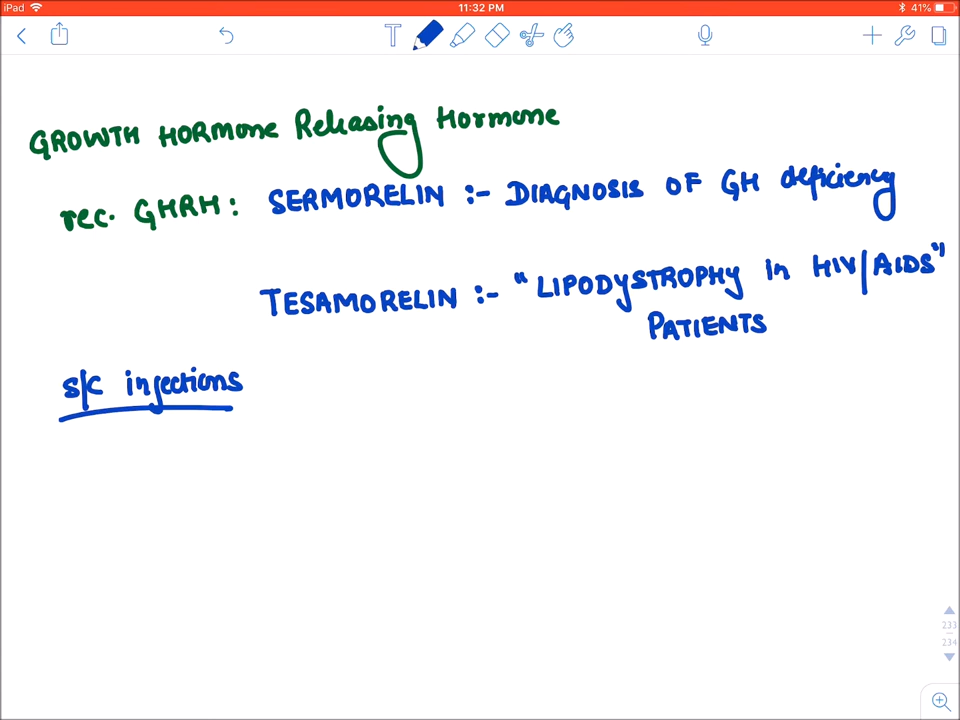 iPad 11:32 PM 41%
GROWTH HORMONE Releasing Hormone
rec. GHRH: SERMORELIN :- DIAGNOSIS OF GH deficiency
TESAMORELIN :- "LIPODYSTROPHY in HIV/AIDS"
PATIENTS
S/C injections
233
234